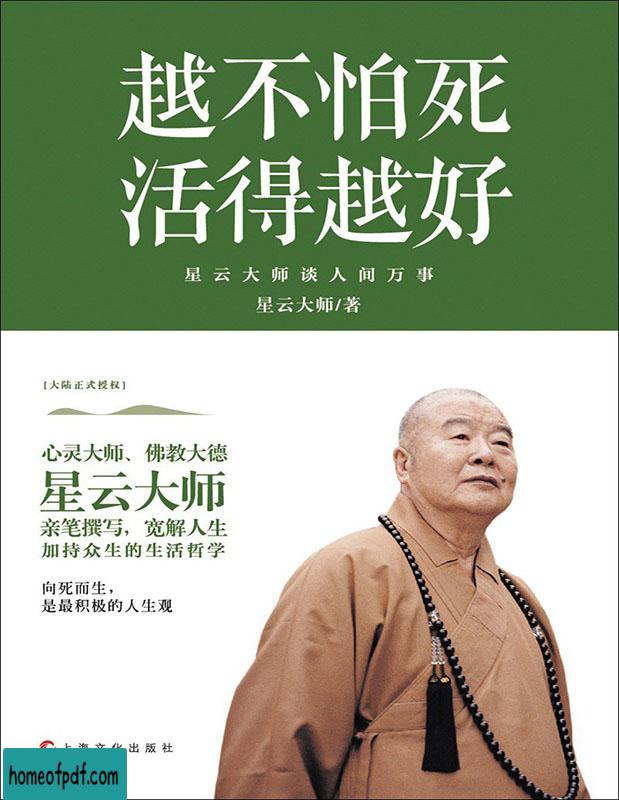 越不怕死
活得越好
星云大师谈人间万事
星云大师/著
[大陆正式授权]
心灵大师、佛教大德
星云大师
亲笔撰写，宽解人生
加持众生的生活哲学
向死而生，
是最积极的人生观
上海文化出版社
homeofpdf.com